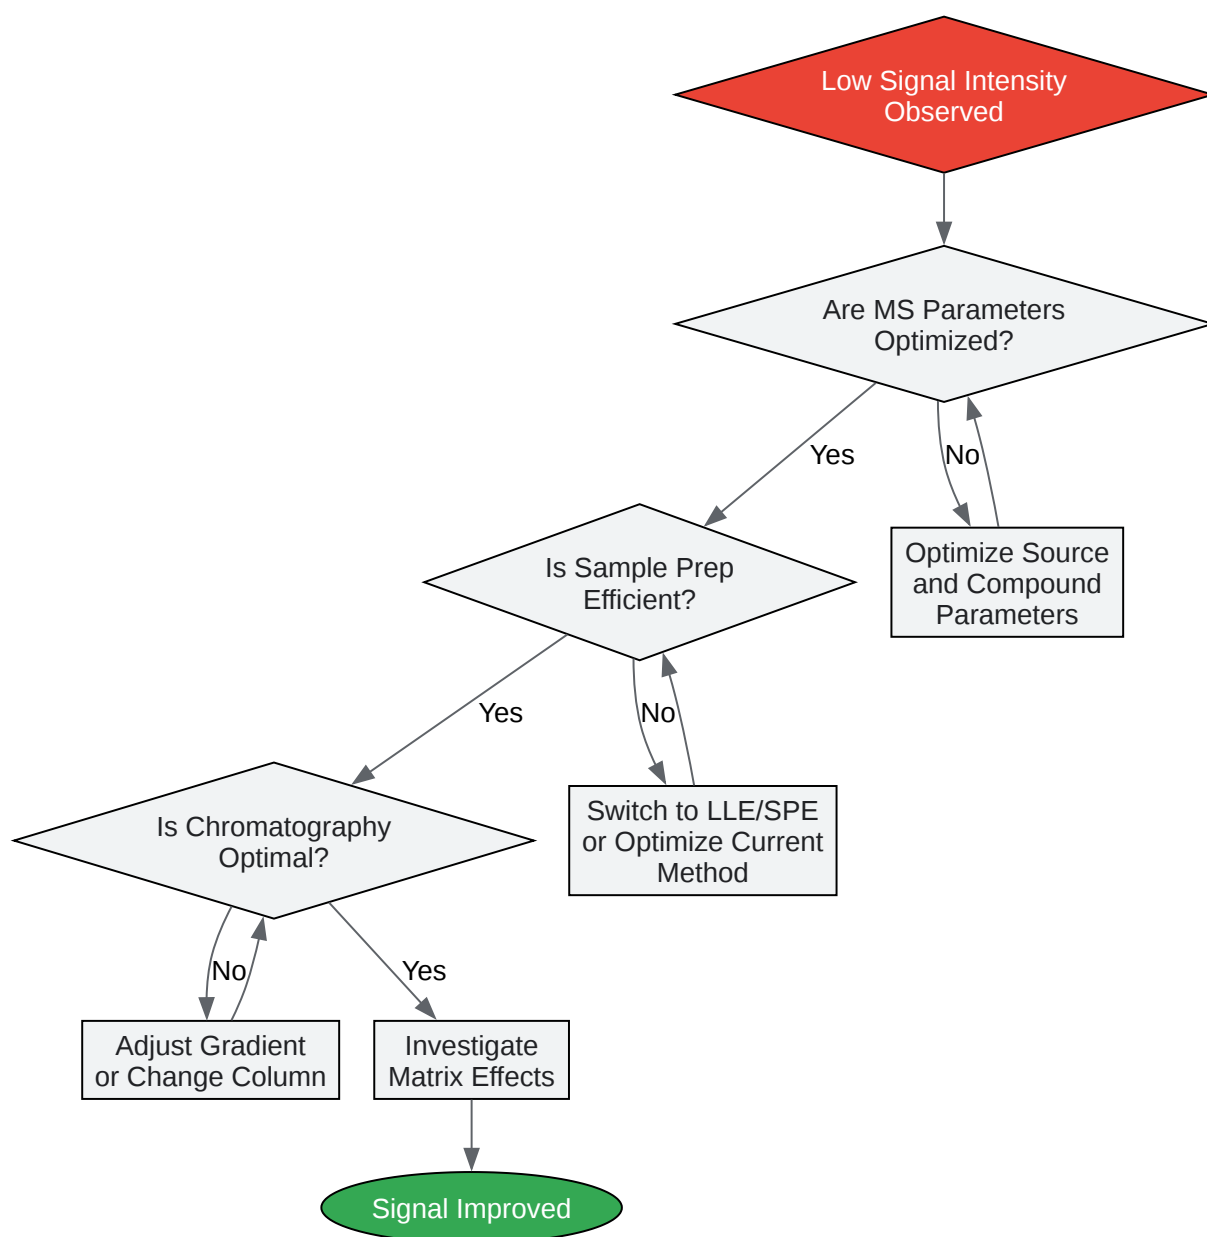 Low Signal Intensity
Observed
Are MS Parameters
Optimized?
Yes
No
Optimize Source
and Compound
Parameters
Is Sample Prep
Efficient?
Yes
No
Switch to LLE/SPE
or Optimize Current
Method
Is Chromatography
Optimal?
No
Yes
Adjust Gradient
or Change Column
Investigate
Matrix Effects
Signal Improved